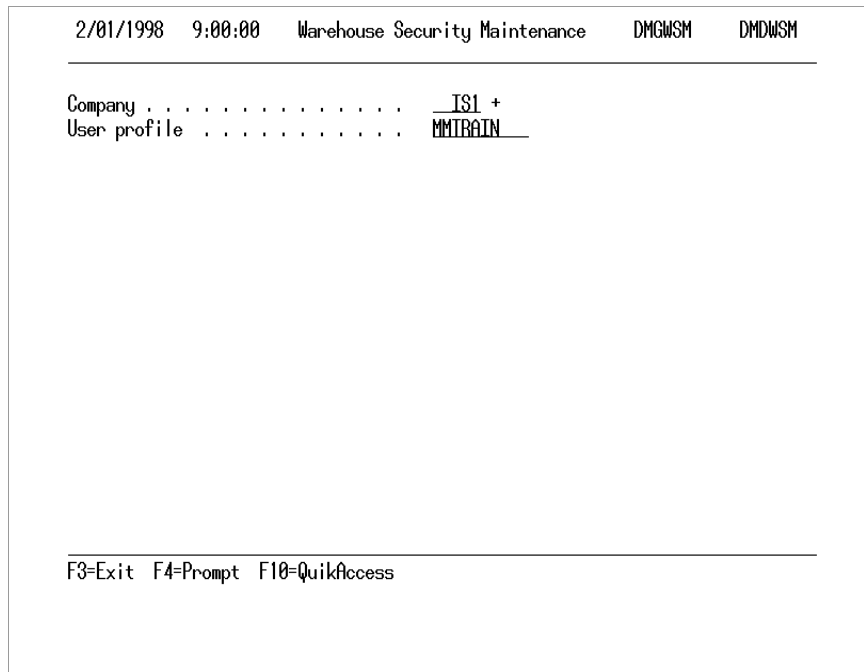 2/01/1998 9:00:00 Warehouse Security Maintenance DMGWSM DMDWSM
Company . . . . . . . . . . . . . . IS1 +
User profile . . . . . . . . . . . MMTRAIN
F3=Exit F4=Prompt F10=QuikAccess